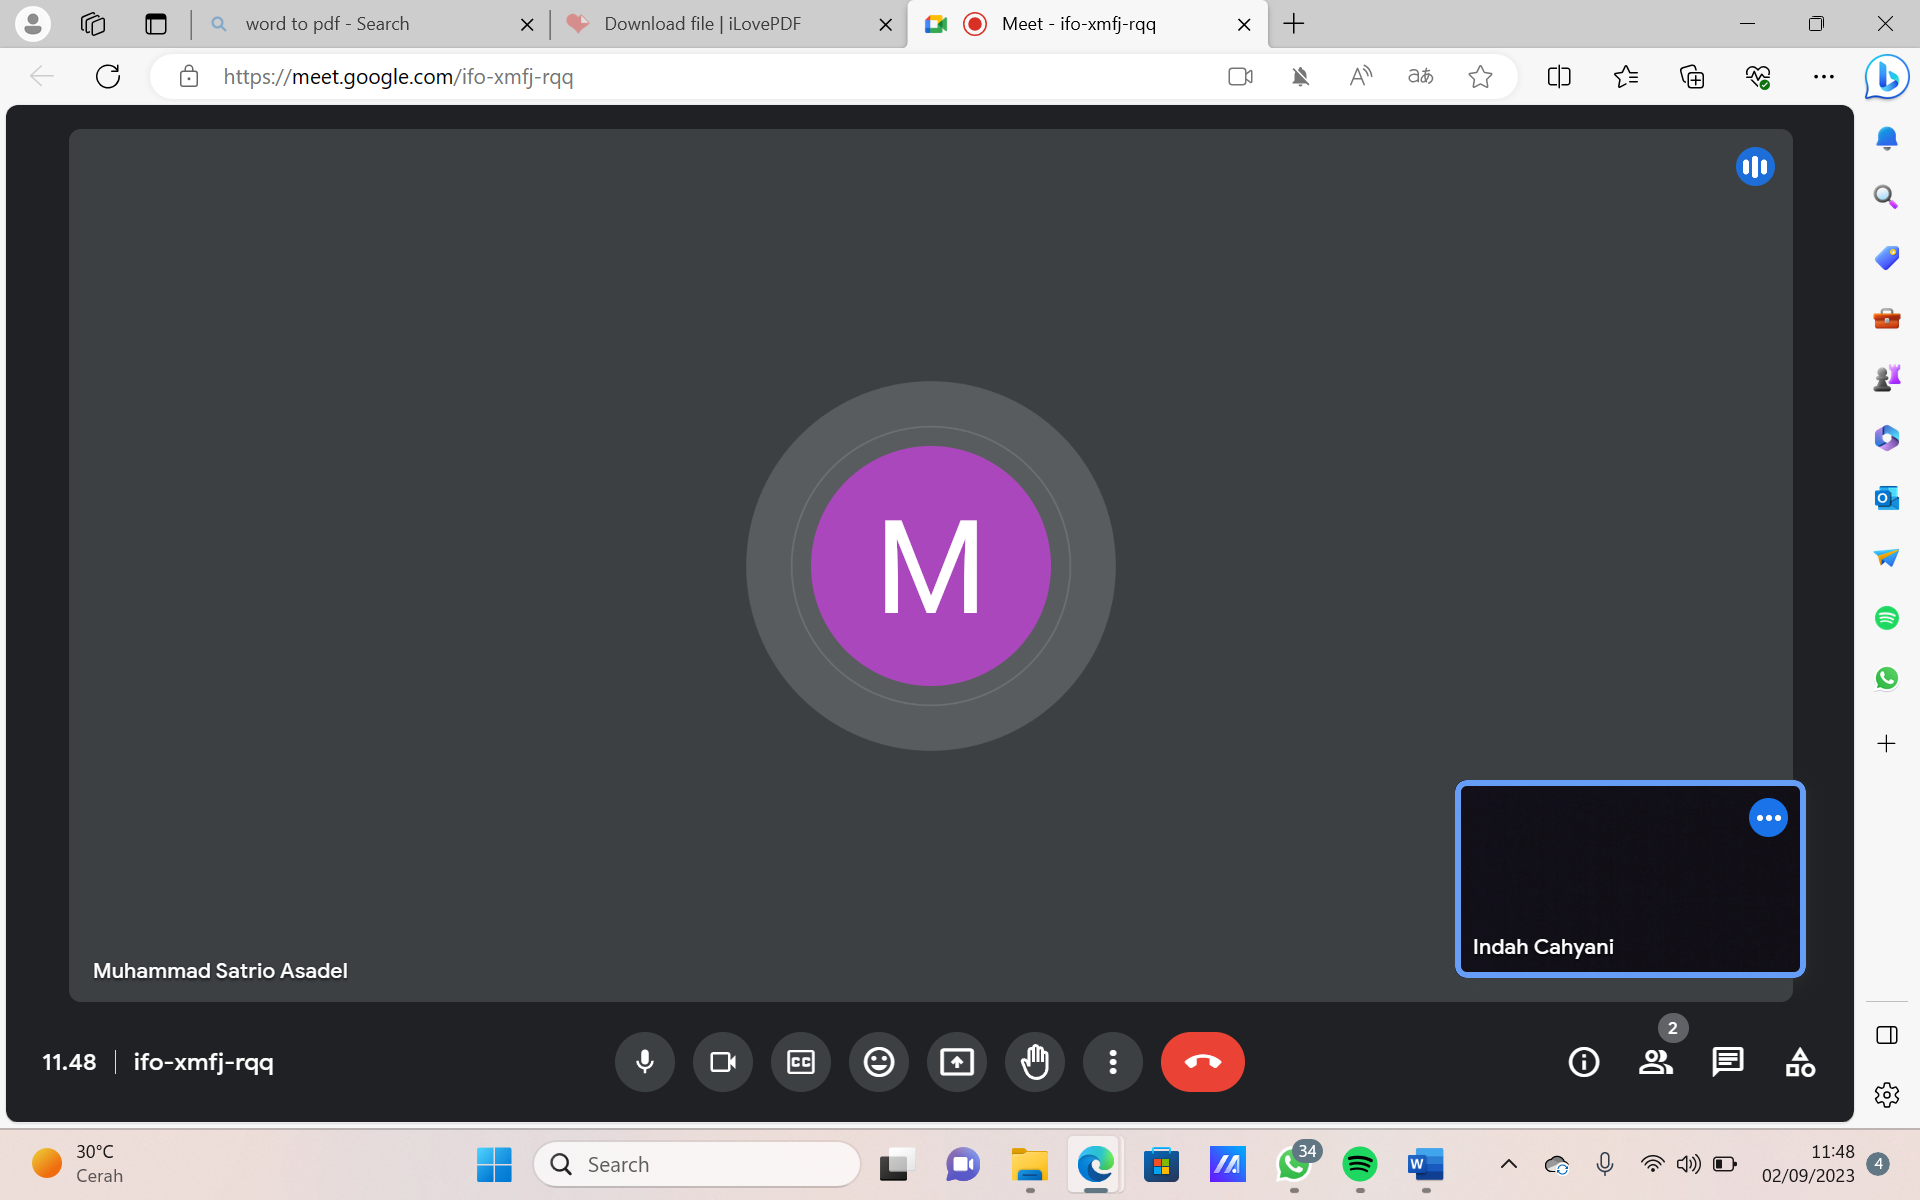 word to pdf - Search
Download file | iLovePDF
Meet - ifo-xmfj-rqq
https://meet.google.com/ifo-xmfj-rqq
M
Muhammad Satrio Asadel
Indah Cahyani
11.48 | ifo-xmfj-rqq
CC
2
30°C
Cerah
Search
34
11:48
02/09/2023
4